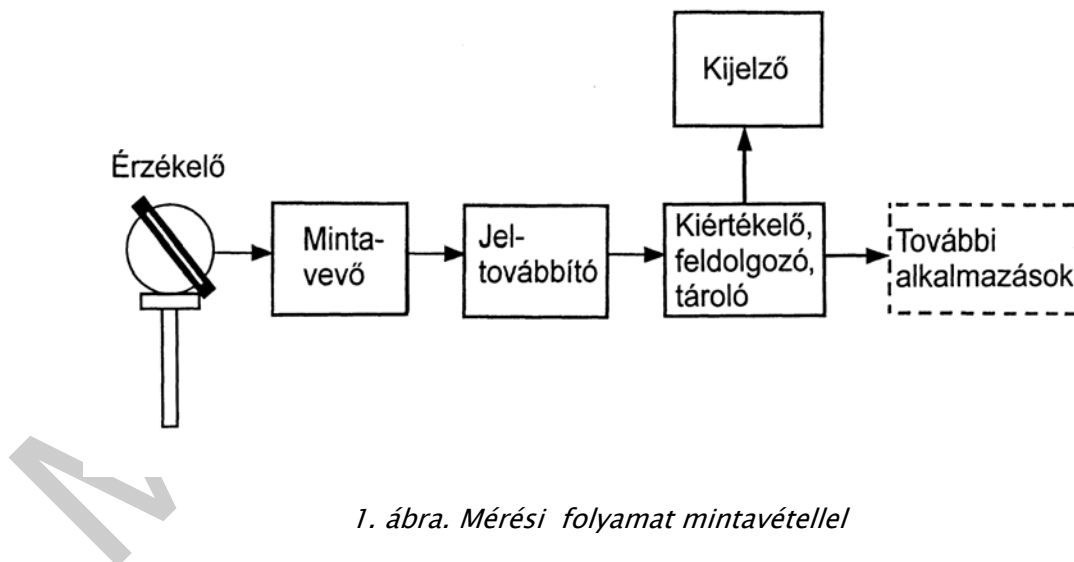 Kijelző
Érzékelő
Minta-
vevő
Jel-
továbbító
Kiértékelő,
feldolgozó,
tároló
További
alkalmazások
1. ábra. Mérési folyamat mintavétellel